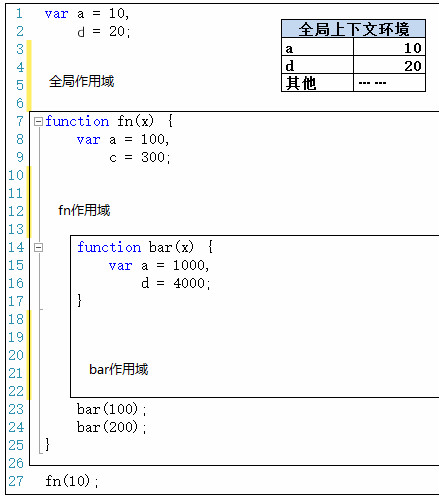 1 var a = 10,
2 d = 20;
全局上下文环境
a 10
d 20
其他 … …
3
4
全局作用域
5
6
7 function fn(x) {
8 var a = 100,
9 c = 300;
10
11
12 fn作用域
13
14 function bar(x) {
15 var a = 1000,
16 d = 4000;
17 }
18
19
20
21 bar作用域
22
23 bar(100);
24 bar(200);
25 }
26
27 fn(10);